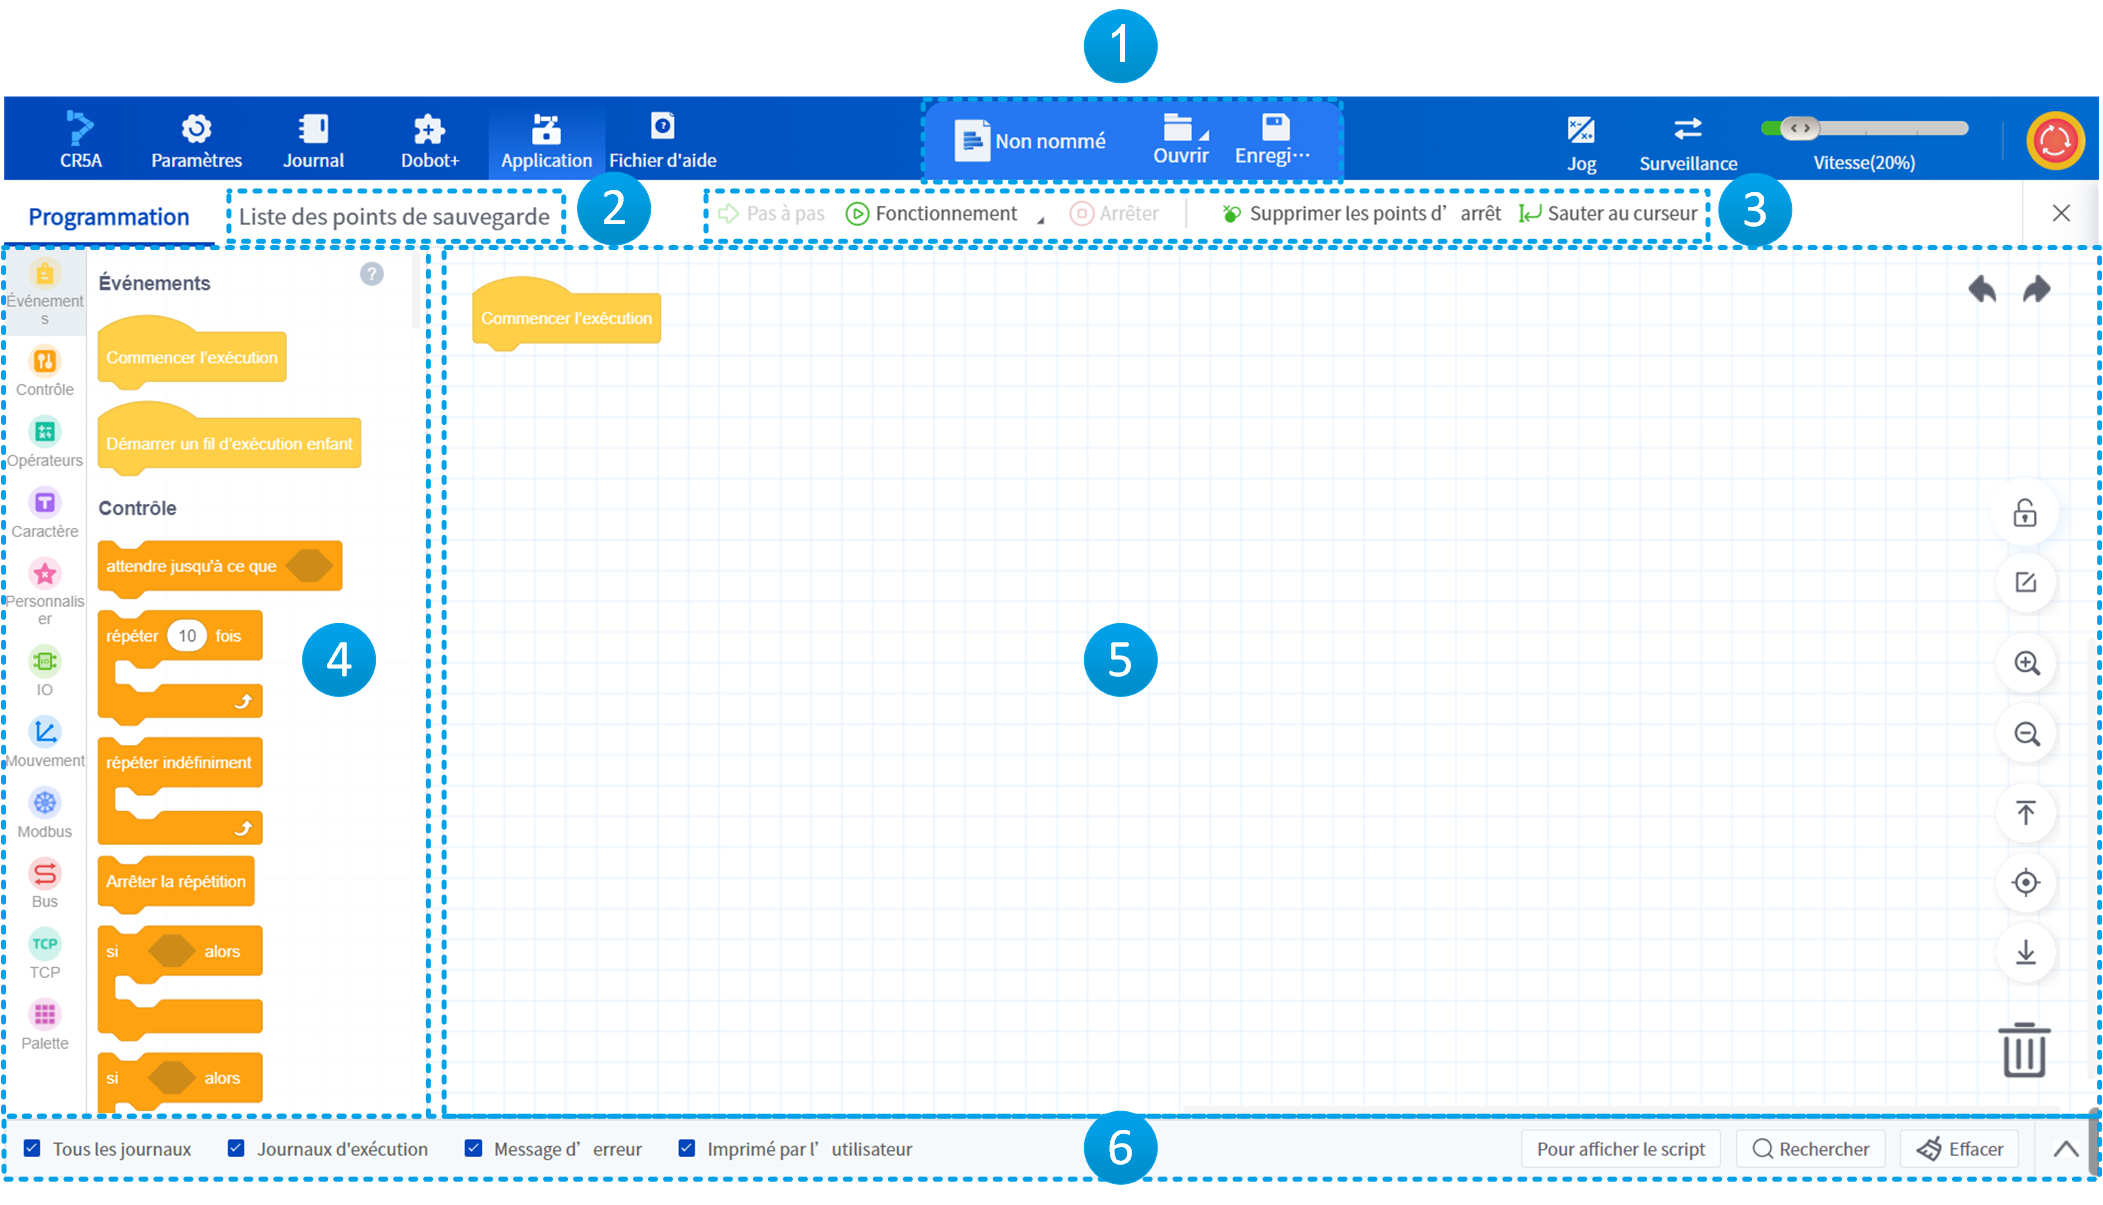 1
CR5A
Paramètres
Journal
Dobot+
Application
Fichier d'aide
Non nommé
Ouvrir
Enregi···
Jog
Surveillance
Vitesse(20%)
Programmation
Liste des points de sauvegarde
2
Pas à pas
Fonctionnement
Arrêter
Supprimer les points d’ arrêt
Sauter au curseur
3
Événement
s
Contrôle
Opérateurs
Caractère
Personnalis
er
IO
Mouvement
Modbus
Bus
TCP
TCP
Palette
Événements
?
Commencer l'exécution
Démarrer un fil d'exécution enfant
Contrôle
attendre jusqu'à ce que
répéter 10 fois
4
répéter indéfiniment
Arrêter la répétition
si alors
si alors
Commencer l'exécution
5
Tous les journaux
Journaux d'exécution
Message d’ erreur
Imprimé par l’ utilisateur
6
Pour afficher le script
Rechercher
Effacer